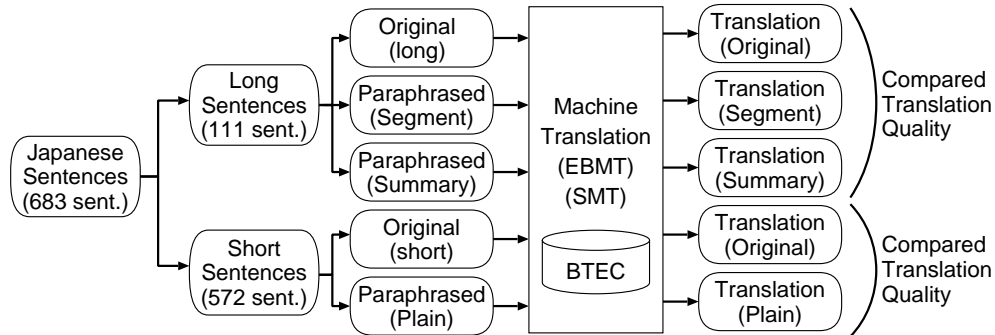 Japanese
Sentences
(683 sent.)
Long
Sentences
(111 sent.)
Short
Sentences
(572 sent.)
Original
(long)
Paraphrased
(Segment)
Paraphrased
(Summary)
Original
(short)
Paraphrased
(Plain)
Machine
Translation
(EBMT)
(SMT)
BTEC
Translation
(Original)
Translation
(Segment)
Translation
(Summary)
Translation
(Original)
Translation
(Plain)
Compared
Translation
Quality
Compared
Translation
Quality